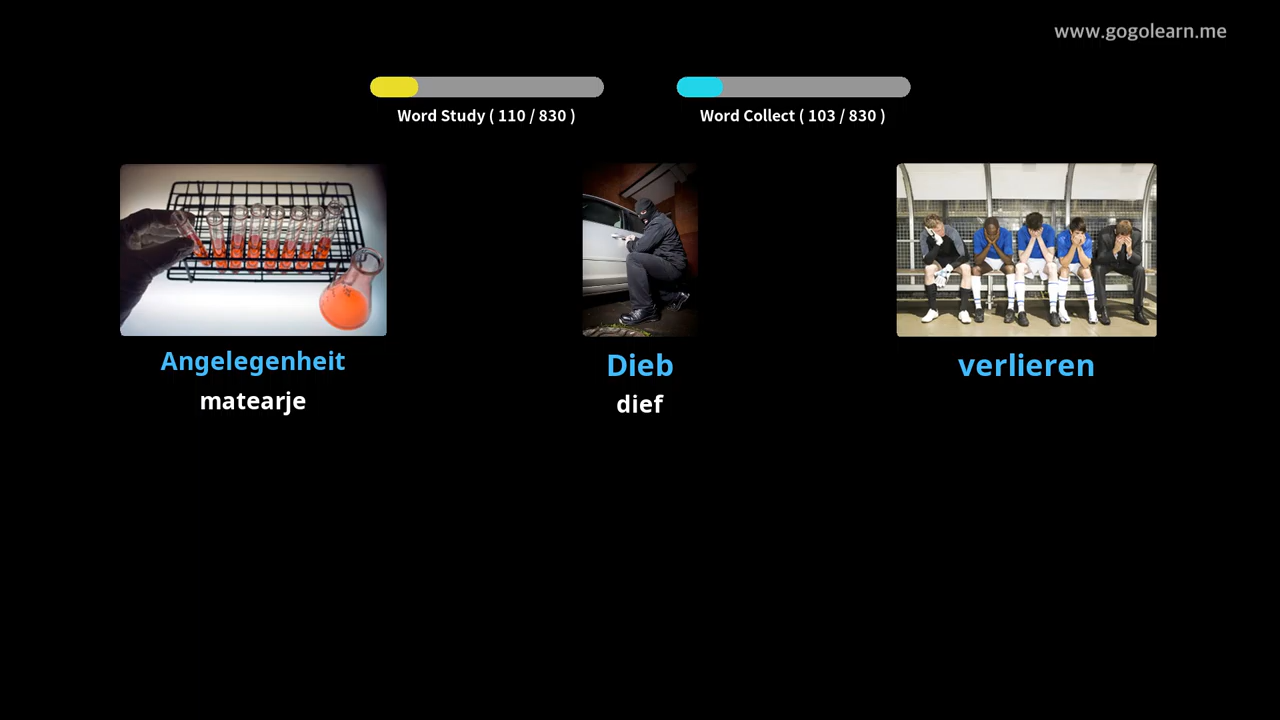 www.gogolearn.me
Word Study ( 110 / 830 )
Word Collect ( 103 / 830 )
Angelegenheit
matearje
Dieb
dief
verlieren